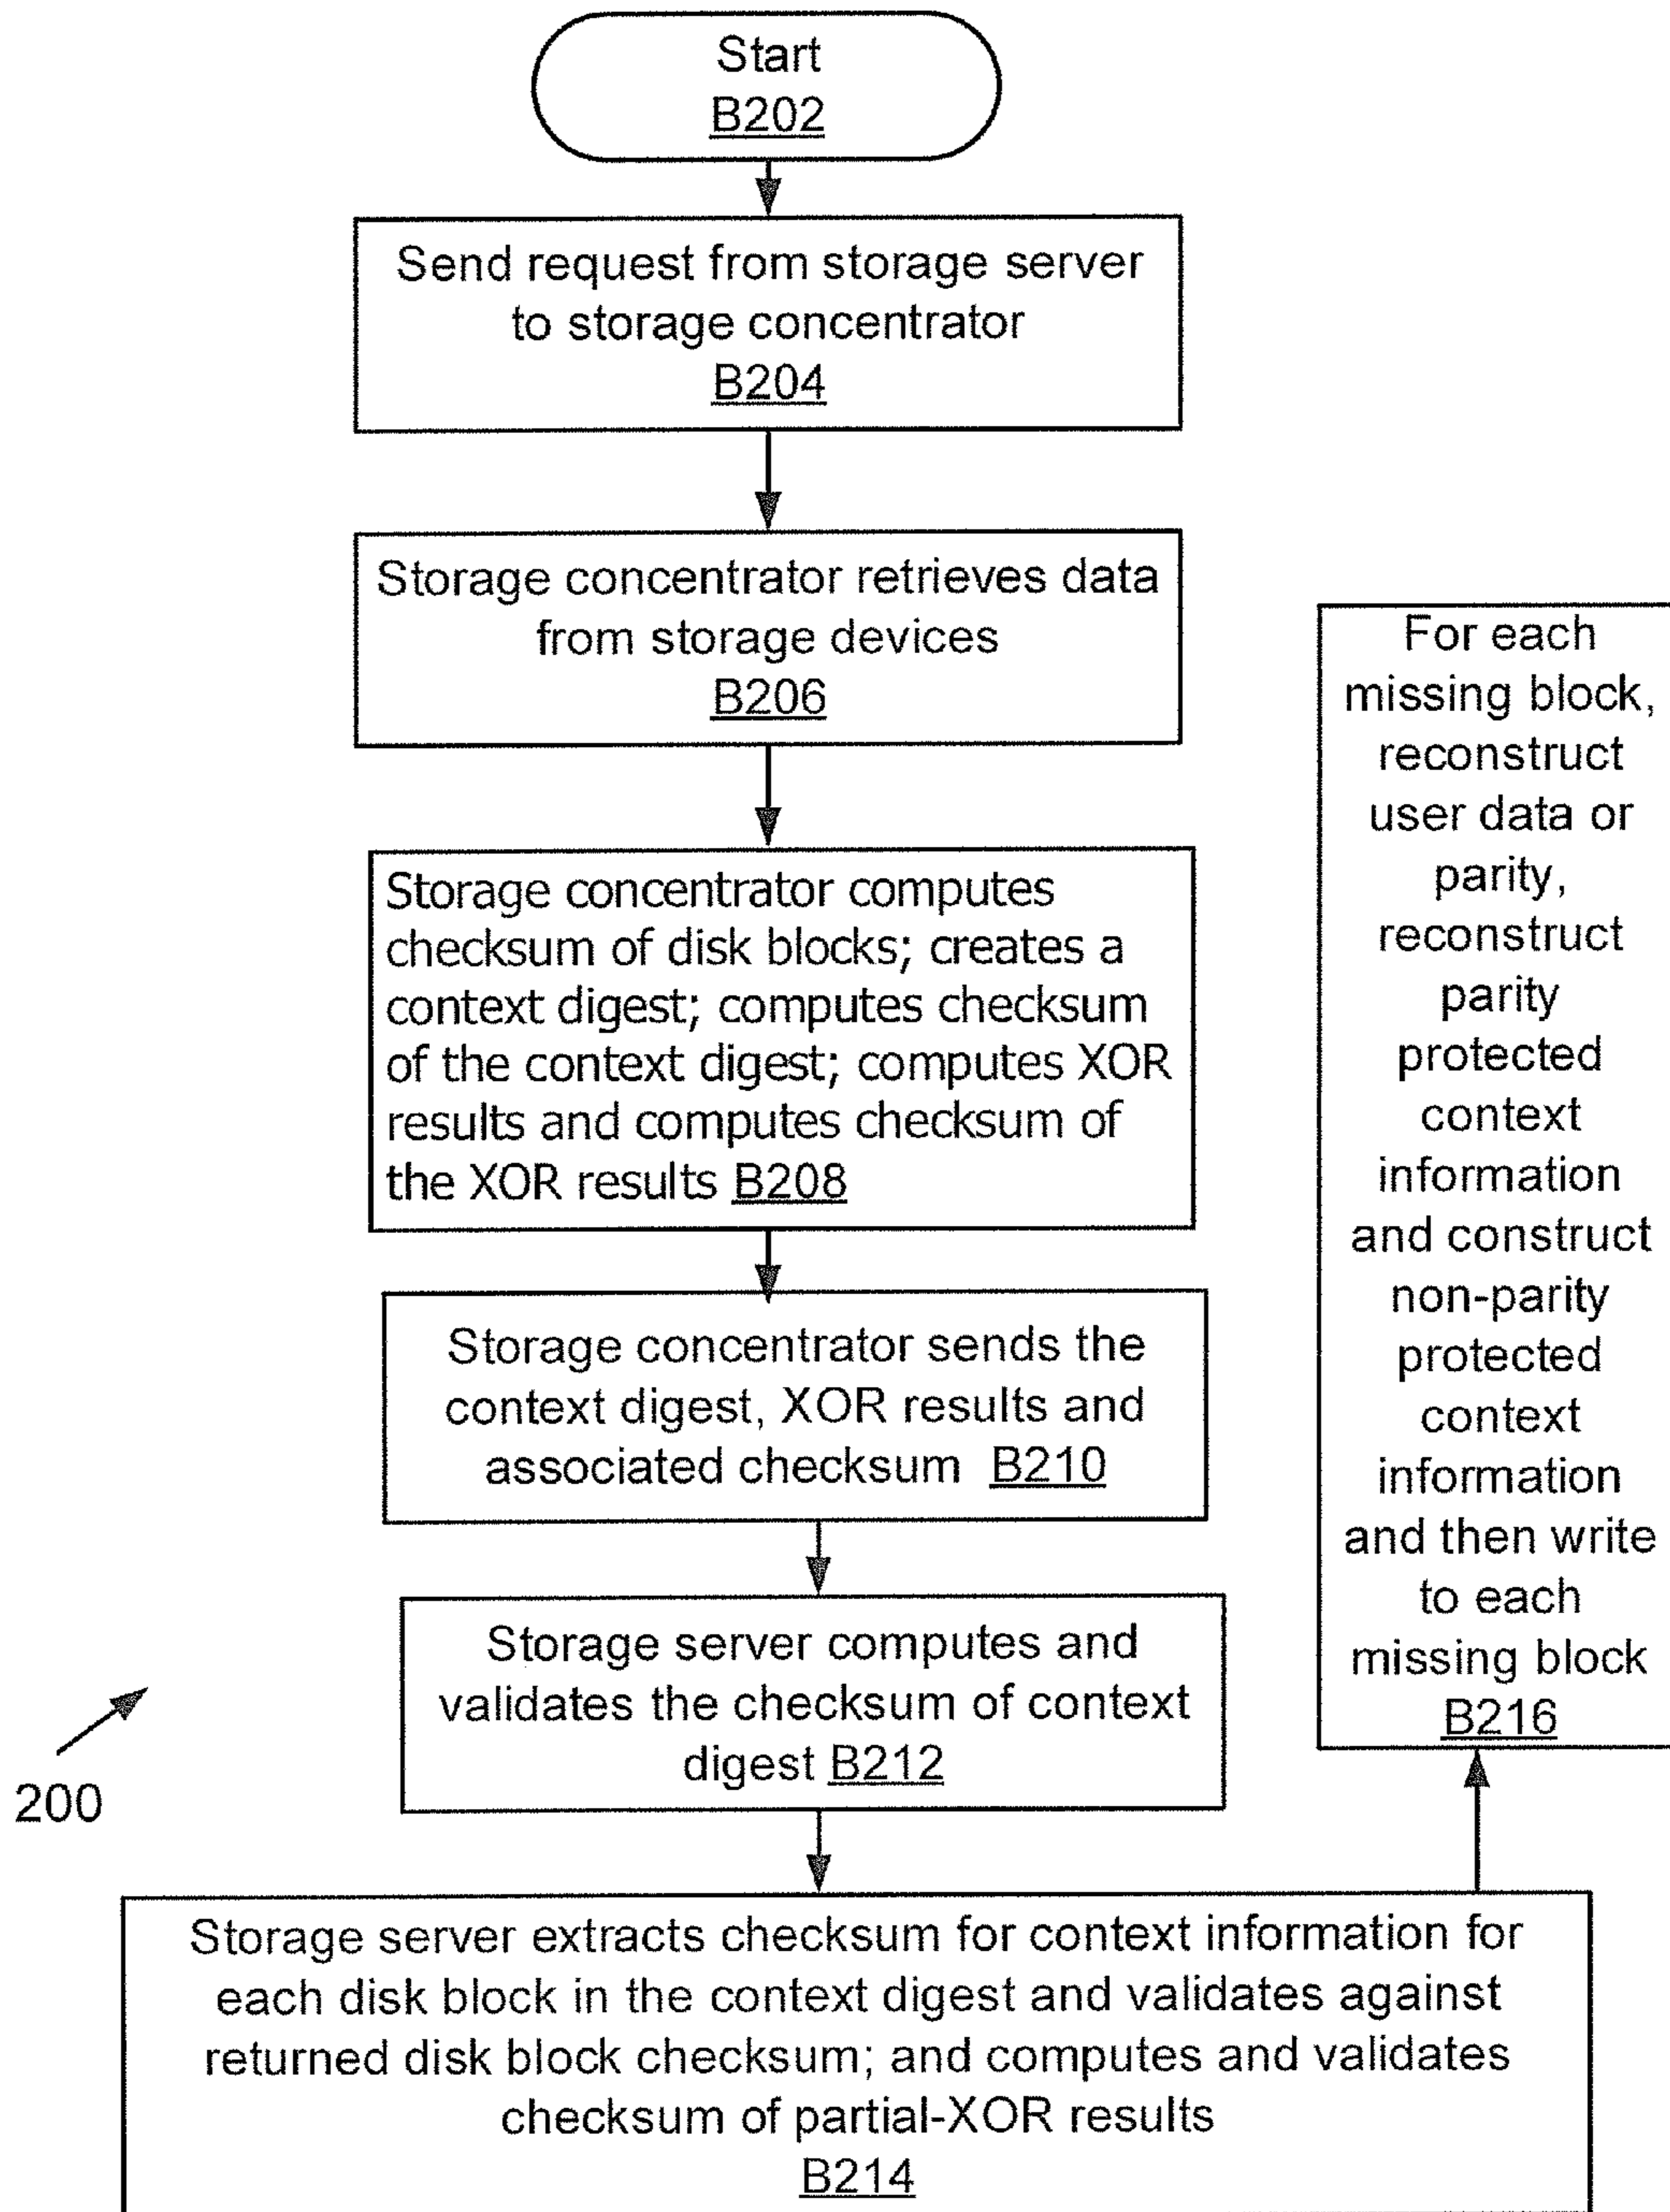 Start
B202
Send request from storage server
to storage concentrator
B204
Storage concentrator retrieves data
from storage devices
B206
Storage concentrator computes
checksum of disk blocks; creates a
context digest; computes checksum
of the context digest; computes XOR
results and computes checksum of
the XOR results B208
Storage concentrator sends the
context digest, XOR results and
associated checksum B210
Storage server computes and
validates the checksum of context
digest B212
Storage server extracts checksum for context information for
each disk block in the context digest and validates against
returned disk block checksum; and computes and validates
checksum of partial-XOR results
B214
For each
missing block,
reconstruct
user data or
parity,
reconstruct
parity
protected
context
information
and construct
non-parity
protected
context
information
and then write
to each
missing block
B216
200